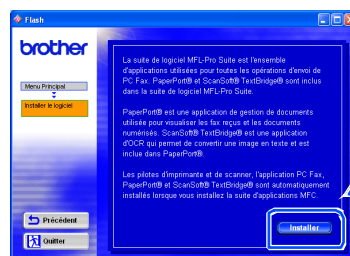 Flash
brother
Menu Principal
Installer le logiciel
La suite de logiciel MFL-Pro Suite est l'ensemble
d'applications utilisées pour toutes les opérations d'envoi de
PC Fax. PaperPort® et ScanSoft® TextBridge® sont inclus
dans la suite de logiciel MFL-Pro Suite.
PaperPort® est une application de gestion de documents
utilisée pour visualiser les fax reçus et les documents
numérisés. ScanSoft® TextBridge® est une application
d'OCR qui permet de convertir une image en texte et est
incluse dans PaperPort®.
Les pilotes d'imprimante et de scanner, l'application PC Fax,
PaperPort® et ScanSoft® TextBridge® sont automatiquement
installés lorsque vous installez la suite d'applications MFC.
Précédent
Quitter
Installer